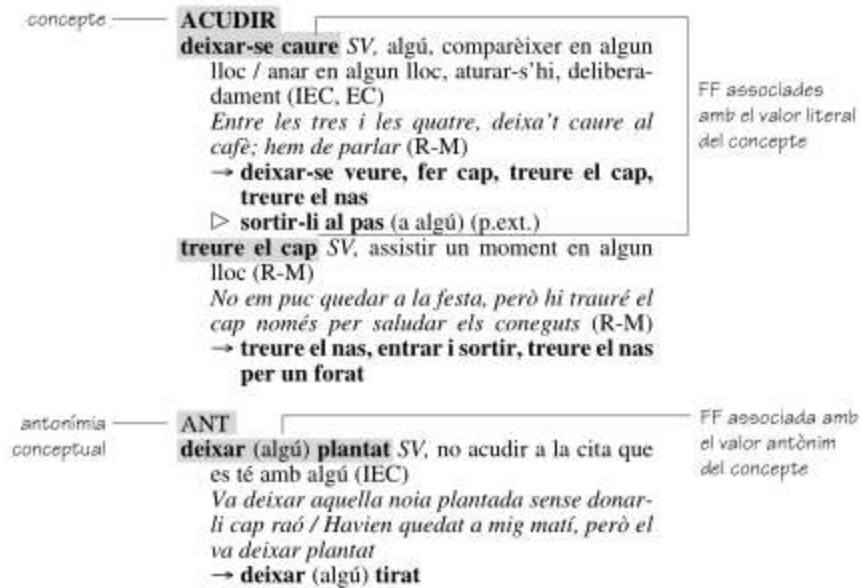 concepte
ACUDIR
deixar-se caure SV, algú, comparèixer en algun
lloc / anar en algun lloc, aturar-s'hi, delibera-
dament (IEC, EC)
Entre les tres i les quatre, deixa't caure al
cafè; hem de parlar (R-M)
→ deixar-se veure, fer cap, treure el cap,
treure el nas
▷ sortir-li al pas (a algú) (p.ext.)
FF associades
amb el valor literal
del concepte
treure el cap SV, assistir un moment en algun
lloc (R-M)
No em puc quedar a la festa, però hi trauré el
cap només per saludar els coneguts (R-M)
→ treure el nas, entrar i sortir, treure el nas
per un forat
antonímia
conceptual
ANT
deixar (algú) plantat SV, no acudir a la cita que
es té amb algú (IEC)
Va deixar aquella noia plantada sense donar-
li cap raó / Havien quedat a mig matí, però el
va deixar plantat
→ deixar (algú) tirat
FF associada amb
el valor antònim
del concepte